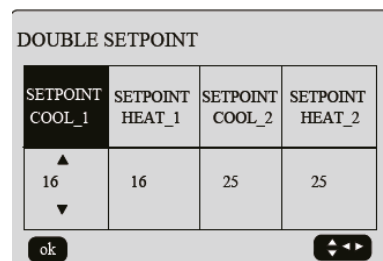 DOUBLE SETPOINT
SETPOINT COOL_1
SETPOINT HEAT_1
SETPOINT COOL_2
SETPOINT HEAT_2
16 16 25 25
ok